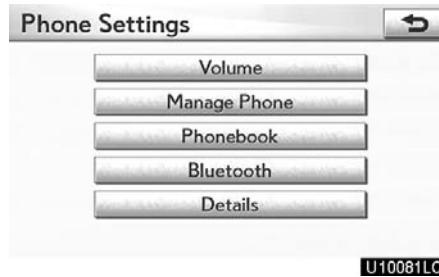 Phone Settings
Volume
Manage Phone
Phonebook
Bluetooth
Details
U10081LC